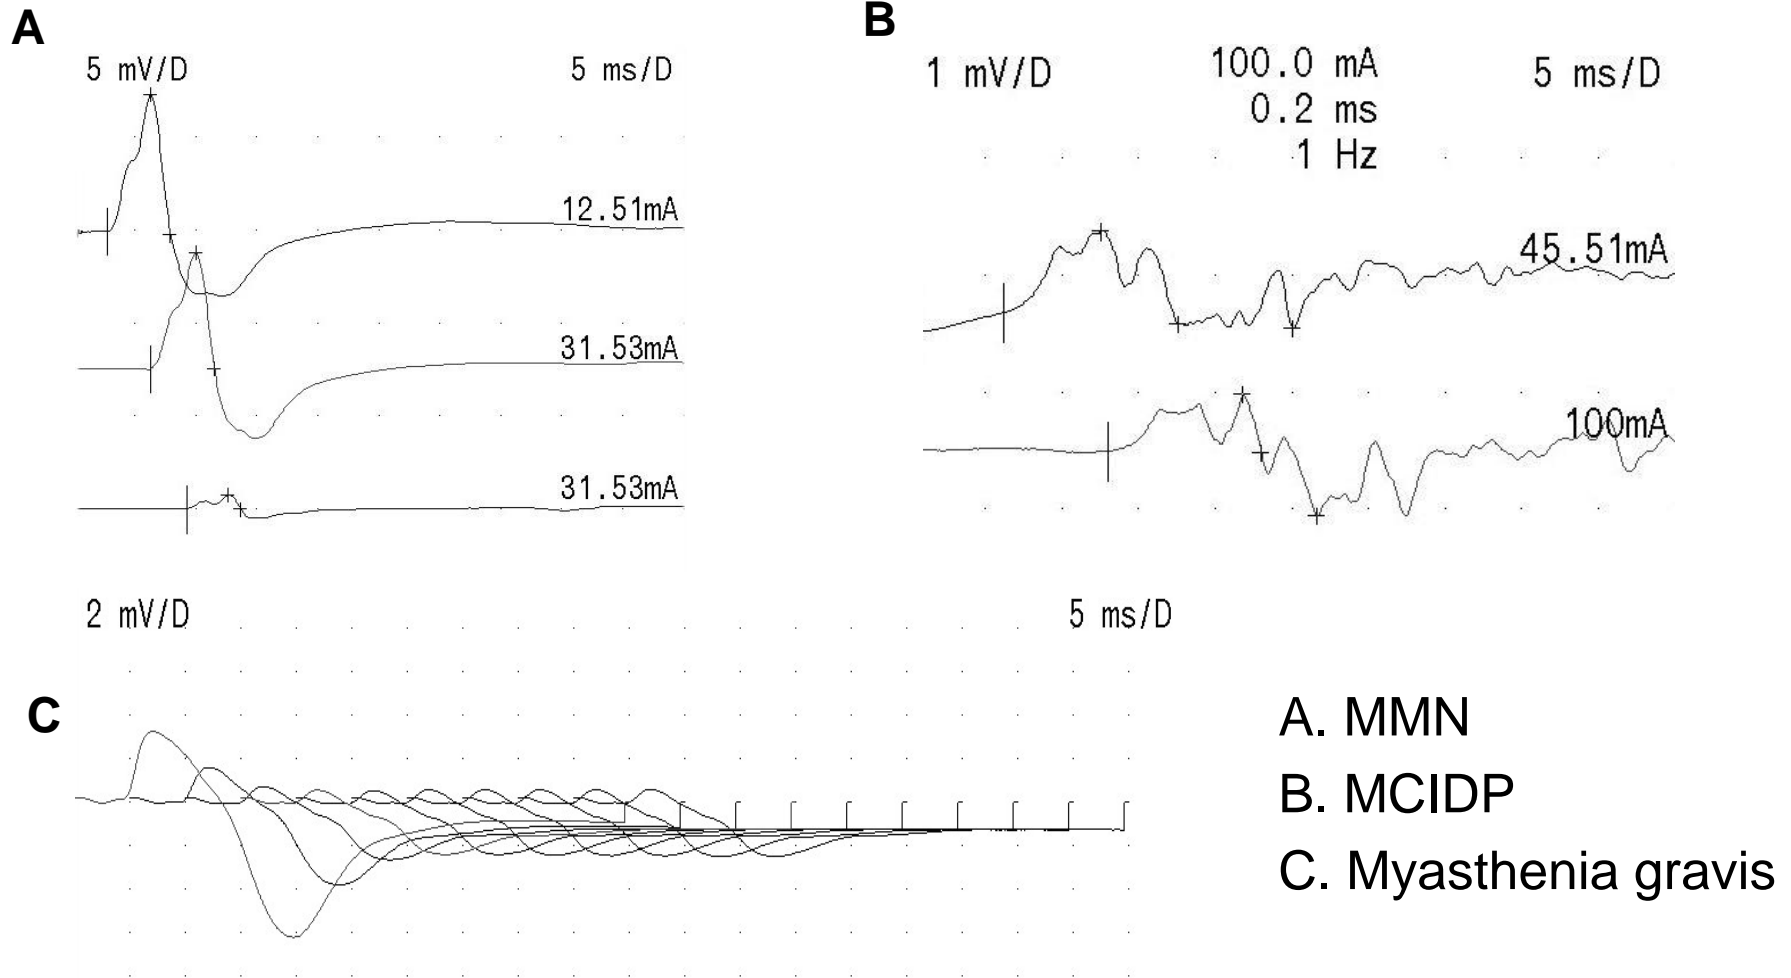 A
5 mV/D 5 ms/D
12.51mA
31.53mA
31.53mA
B
1 mV/D 100.0 mA 5 ms/D
0.2 ms
1 Hz
45.51mA
100mA
C
2 mV/D 5 ms/D
A. MMN
B. MCIDP
C. Myasthenia gravis